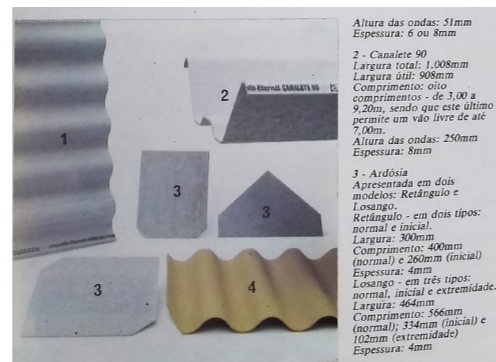 Altura das ondas: 51mm
Espessura: 6 ou 8mm
2 - Canalete 90
Largura total: 1.008mm
Largura útil: 908mm
Comprimento: oito
comprimentos - de 3,00 a
9,20m, sendo que este último
permite um vão livre de até
7,00m.
Altura das ondas: 250mm
Espessura: 8mm
3 - Ardósia
Apresentada em dois
modelos: Retângulo e
Losango.
Retângulo - em dois tipos:
normal e inicial.
Largura: 300mm
Comprimento: 400mm
(normal) e 260mm (inicial)
Espessura: 4mm
Losango - em três tipos:
normal, inicial e extremidade.
Largura: 464mm
Comprimento: 566mm
(normal); 334mm (inicial) e
102mm (extremidade)
Espessura: 4mm
1
2
Eternit CANALETE 90
3
3
3
4